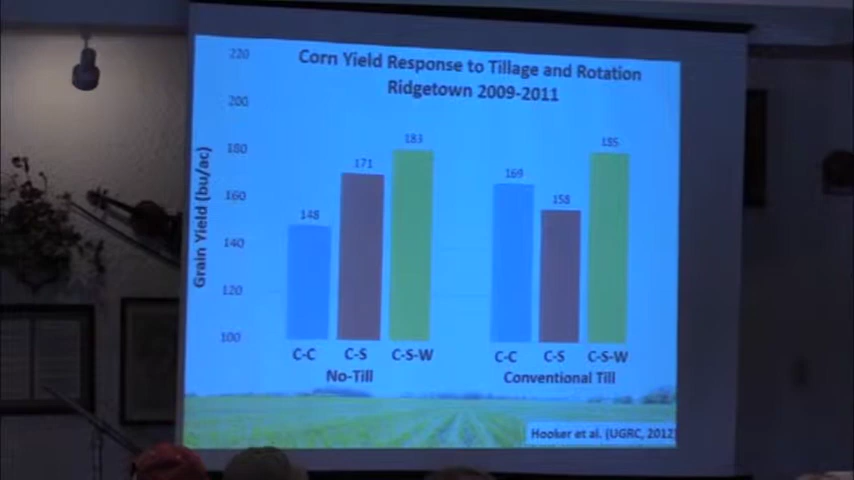 Corn Yield Response to Tillage and Rotation
Ridgetown 2009-2011
Grain Yield (bu/ac)
220
200
180
160
140
120
100
148
171
183
169
158
185
C-C
C-S
C-S-W
C-C
C-S
C-S-W
No-Till
Conventional Till
Hooker et al. (UGRC, 2012)